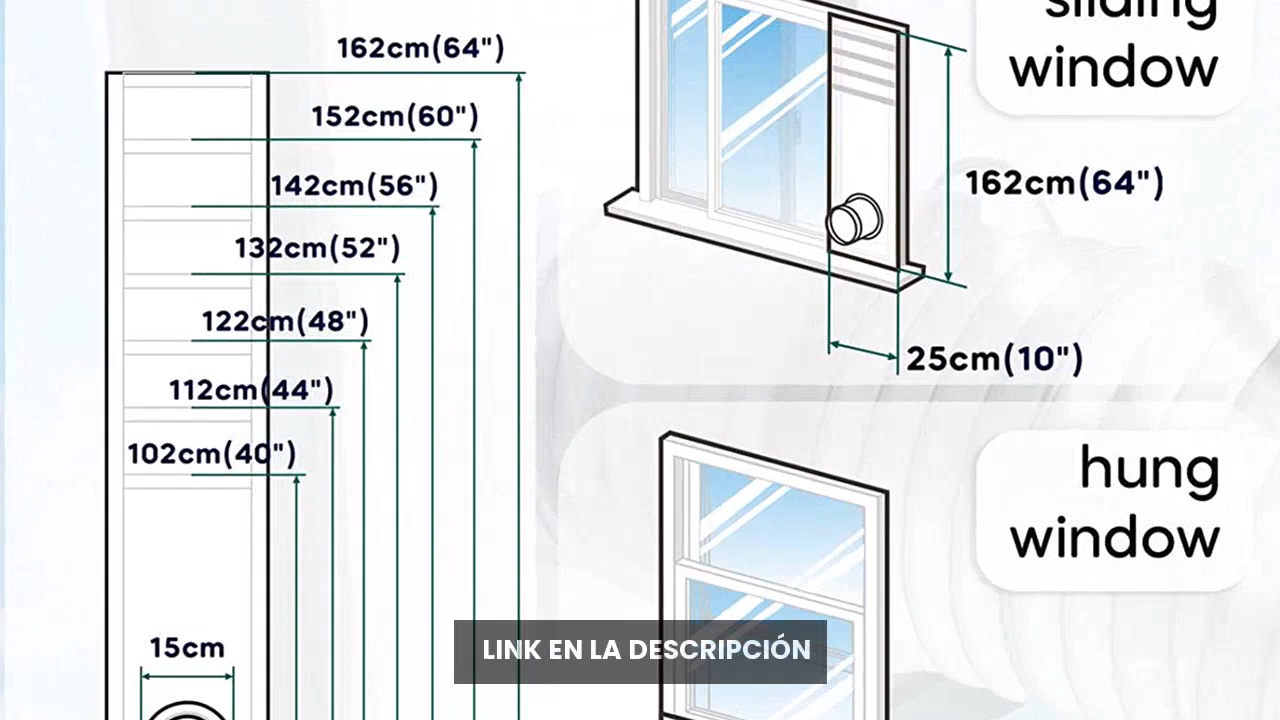 162cm(64")
152cm(60")
142cm(56")
132cm(52")
122cm(48")
112cm(44")
102cm(40")
15cm
sliding
window
162cm(64")
25cm(10")
hung
window
LINK EN LA DESCRIPCIÓN